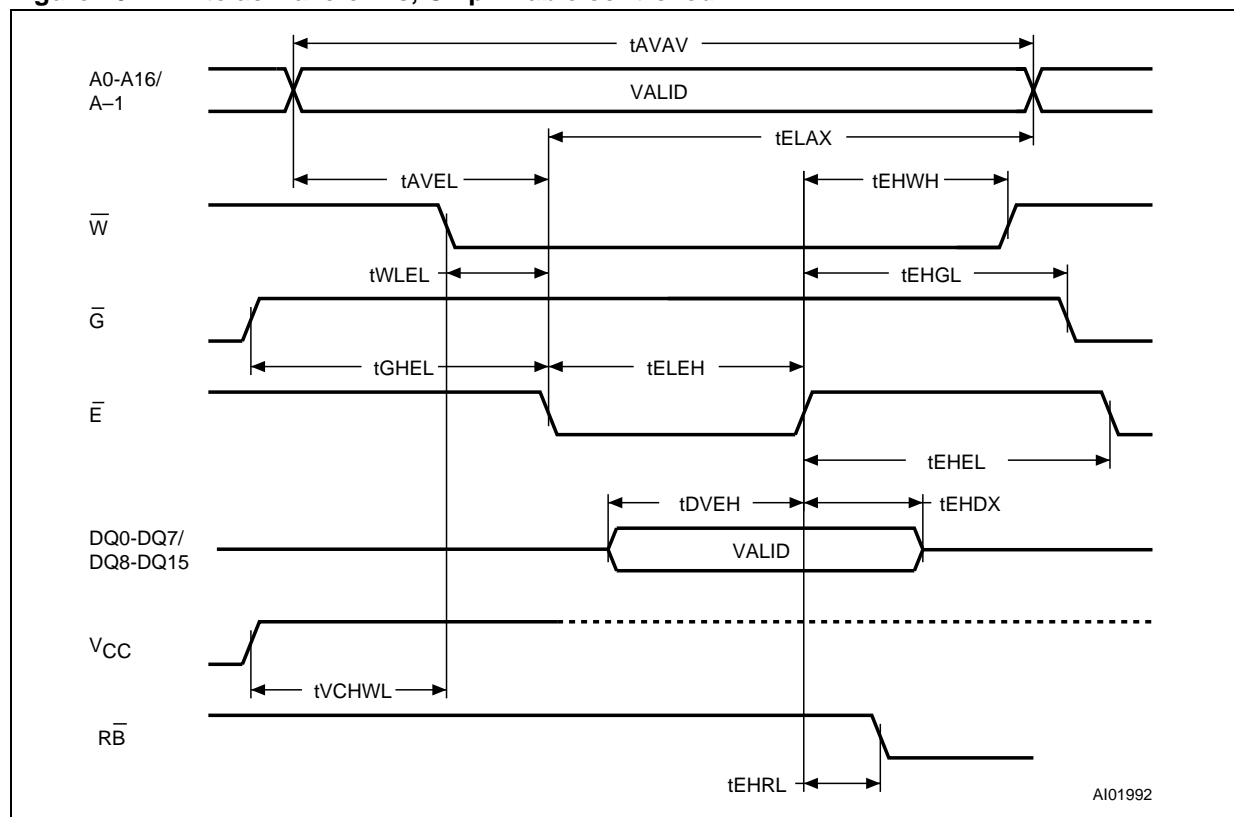 tAVAV
A0-A16/
A–1
VALID
tELAX
tAVEL
tEHWH
W̅
tWLEL
tEHGL
G̅
tGHEL
tELEH
E̅
tEHEL
tDVEH
tEHDX
DQ0-DQ7/
DQ8-DQ15
VALID
VCC
tVCHWL
RB̅
tEHRL
AI01992